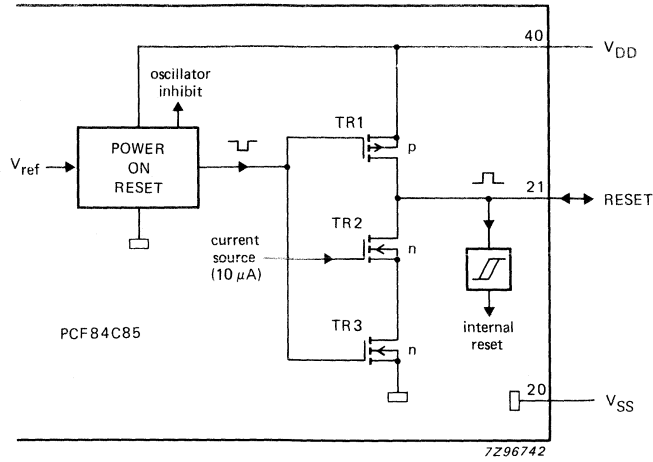 40
V_DD
oscillator
inhibit
TR1
p
POWER
ON
RESET
V_ref
21
RESET
TR2
n
current
source
(10 µA)
TR3
n
internal
reset
PCF84C85
20
V_SS
7Z96742